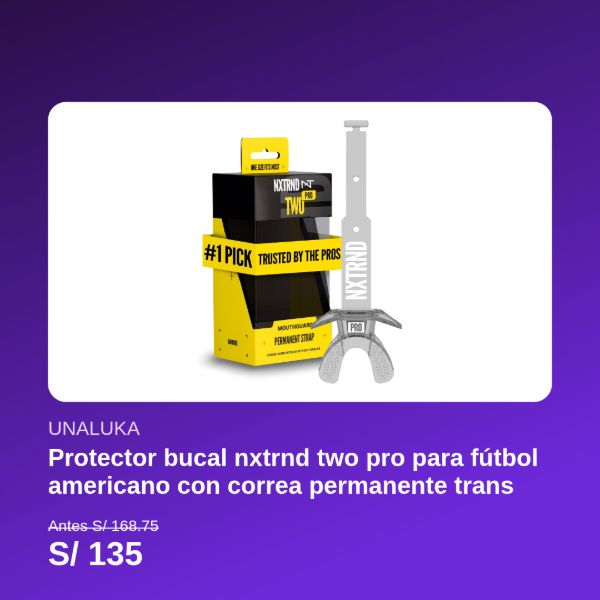 ONE SIZE FITS MOST
NXTRND NT
TWO PRO
#1 PICK TRUSTED BY THE PROS
MOUTHGUARD
PERMANENT STRAP
NXTRND
PRO
UNALUKA
Protector bucal nxtrnd two pro para fútbol
americano con correa permanente trans
Antes S/ 168.75
S/ 135